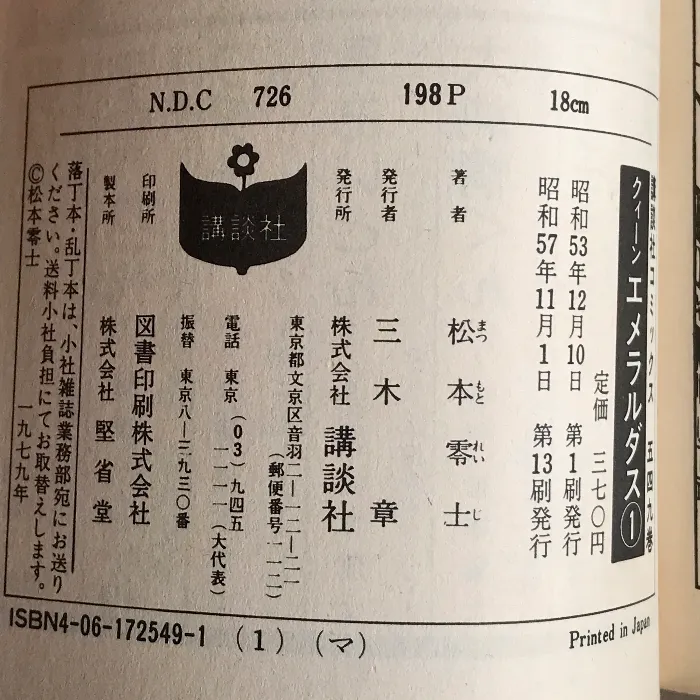 N.D.C 726 198P 18cm
講談社コミックス 五四九巻
クィーン エメラルダス①
定価 三七〇円
昭和53年12月10日 第1刷発行
昭和57年11月1日 第13刷発行
著者 松本零士
まつ もと れい じ
発行者 三木章
発行所 株式会社 講談社
東京都文京区音羽二―一二―二一
(郵便番号一一二)
電話 東京(03)九四五
一一一一(大代表)
振替 東京八―三九三〇番
講談社
印刷所 図書印刷株式会社
製本所 株式会社 堅省堂
落丁本・乱丁本は、小社雑誌業務部宛にお送り
ください。送料小社負担にてお取替えします。
©松本零士 一九七九年
ISBN4-06-172549-1 (1) (マ)
Printed in Japan